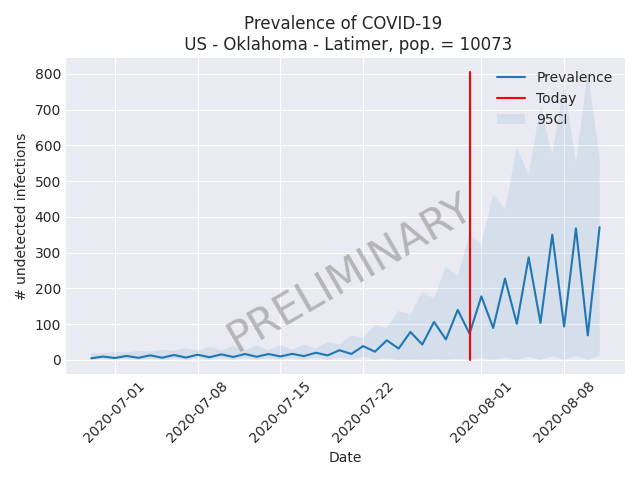 Prevalence of COVID-19
US - Oklahoma - Latimer, pop. = 10073
800
700
600
500
400
300
200
100
0
# undetected infections
Prevalence
Today
95CI
PRELIMINARY
2020-07-01
2020-07-08
2020-07-15
2020-07-22
2020-08-01
2020-08-08
Date